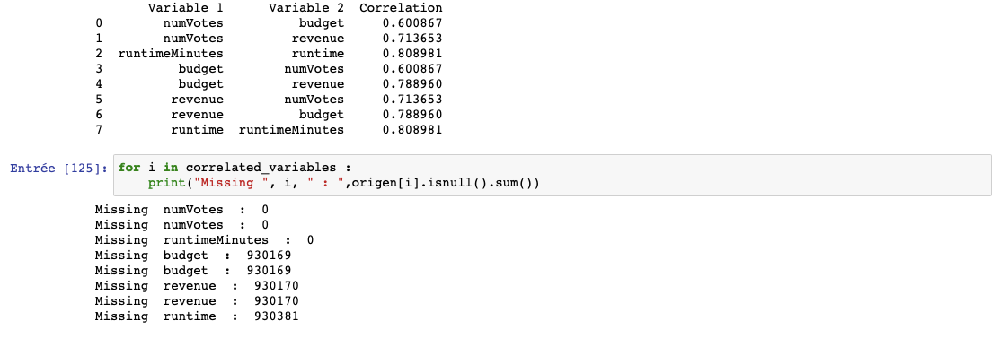 Variable 1 Variable 2 Correlation
0 numVotes budget 0.600867
1 numVotes revenue 0.713653
2 runtimeMinutes runtime 0.808981
3 budget numVotes 0.600867
4 budget revenue 0.788960
5 revenue numVotes 0.713653
6 revenue budget 0.788960
7 runtime runtimeMinutes 0.808981
Entrée [125]: for i in correlated_variables :
print("Missing ", i, " : ",origen[i].isnull().sum())
Missing numVotes : 0
Missing numVotes : 0
Missing runtimeMinutes : 0
Missing budget : 930169
Missing budget : 930169
Missing revenue : 930170
Missing revenue : 930170
Missing runtime : 930381